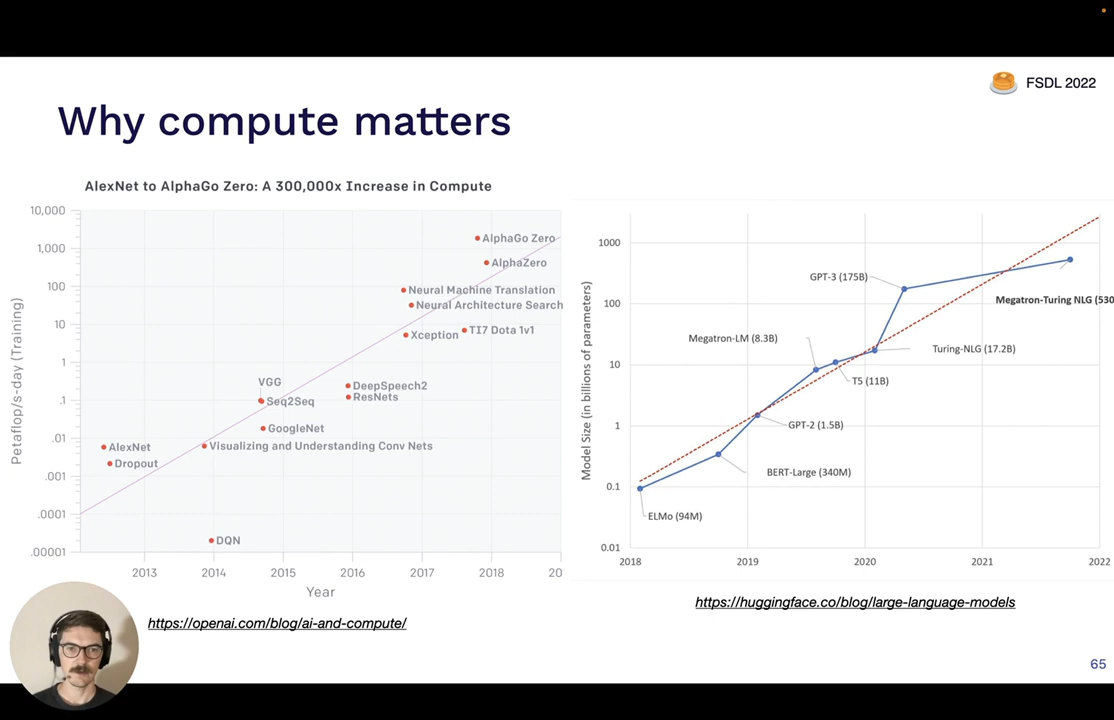 FSDL 2022
Why compute matters
AlexNet to AlphaGo Zero: A 300,000x Increase in Compute
Petaflop/s-day (Training)
10,000
1,000
100
10
1
.1
.01
.001
.0001
.00001
AlphaGo Zero
AlphaZero
Neural Machine Translation
Neural Architecture Search
TI7 Dota 1v1
Xception
VGG
DeepSpeech2
ResNets
Seq2Seq
GoogleNet
AlexNet
Visualizing and Understanding Conv Nets
Dropout
DQN
2013
2014
2015
2016
2017
2018
20
Year
https://openai.com/blog/ai-and-compute/
Model Size (in billions of parameters)
1000
100
10
1
0.1
0.01
GPT-3 (175B)
Megatron-Turing NLG (530
Megatron-LM (8.3B)
Turing-NLG (17.2B)
T5 (11B)
GPT-2 (1.5B)
BERT-Large (340M)
ELMo (94M)
2018
2019
2020
2021
2022
https://huggingface.co/blog/large-language-models
65